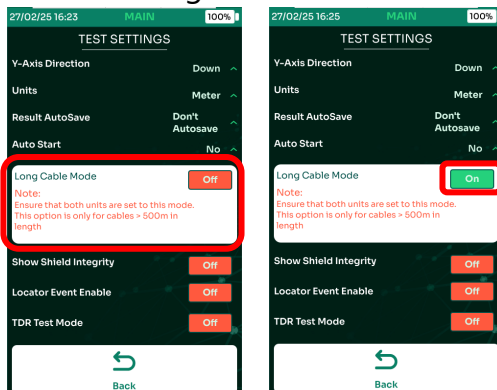 27/02/25 16:23 MAIN 100%
TEST SETTINGS
Y-Axis Direction
Down
Units
Meter
Result AutoSave
Don't
Autosave
Auto Start
No
Long Cable Mode
Off
Note:
Ensure that both units are set to this mode.
This option is only for cables > 500m in
length
Show Shield Integrity
Off
Locator Event Enable
Off
TDR Test Mode
Off
Back
27/02/25 16:25 MAIN 100%
TEST SETTINGS
Y-Axis Direction
Down
Units
Meter
Result AutoSave
Don't
Autosave
Auto Start
No
Long Cable Mode
On
Note:
Ensure that both units are set to this mode.
This option is only for cables > 500m in
length
Show Shield Integrity
Off
Locator Event Enable
Off
TDR Test Mode
Off
Back